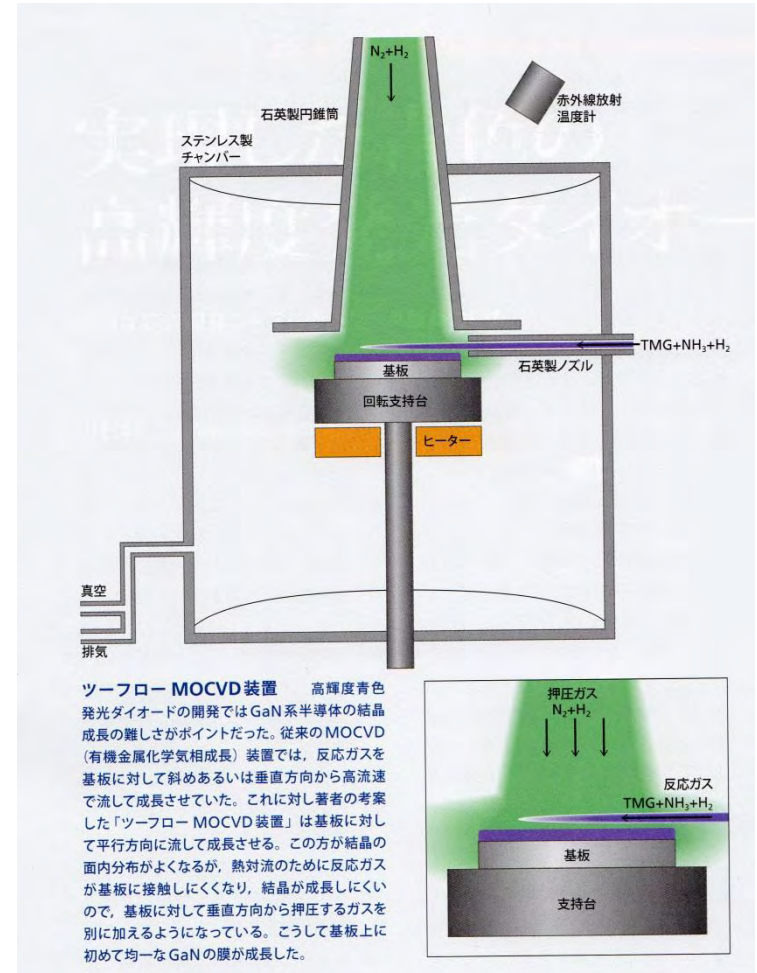 N₂+H₂
赤外線放射
温度計
石英製円錐筒
ステンレス製
チャンバー
TMG+NH₃+H₂
石英製ノズル
基板
回転支持台
ヒーター
真空
排気
ツーフロー MOCVD 装置　高輝度青色
発光ダイオードの開発ではGaN系半導体の結晶
成長の難しさがポイントだった。従来のMOCVD
(有機金属化学気相成長）装置では，反応ガスを
基板に対して斜めあるいは垂直方向から高流速
で流して成長させていた。これに対し著者の考案
した「ツーフロー MOCVD装置」は基板に対し
て平行方向に流して成長させる。この方が結晶の
面内分布がよくなるが，熱対流のために反応ガス
が基板に接触しにくくなり，結晶が成長しにくい
ので，基板に対して垂直方向から押圧するガスを
別に加えるようになっている。こうして基板上に
初めて均一なGaNの膜が成長した。
押圧ガス
N₂+H₂
反応ガス
TMG+NH₃+H₂
基板
支持台